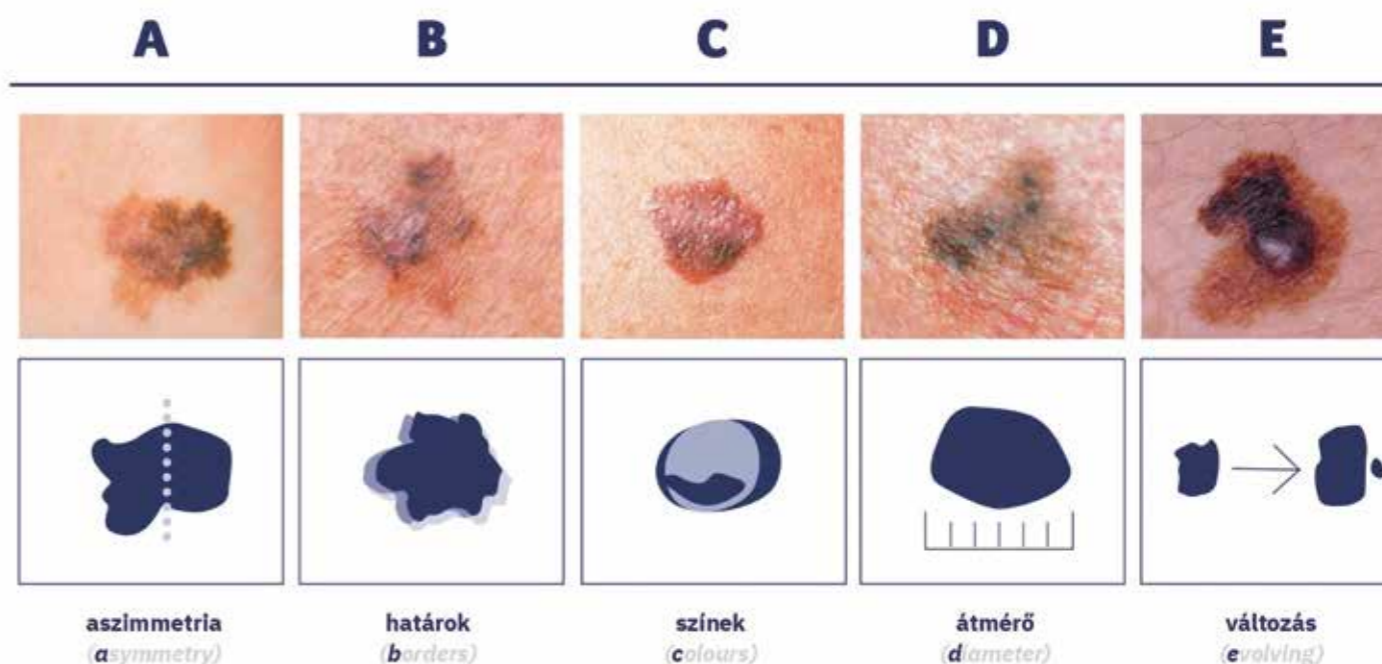 A B C D E
aszimmetria határok színek átmérő változás
(asymmetry) (borders) (colours) (diameter) (evolving)